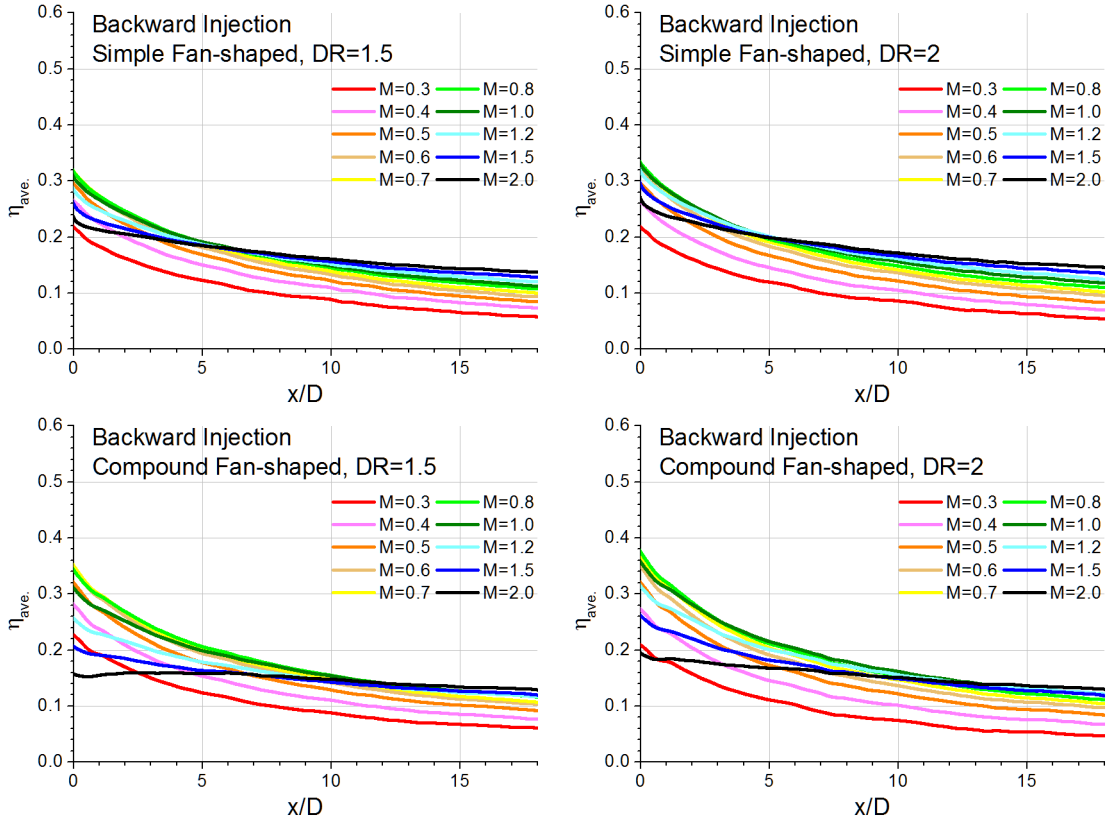 Backward Injection
Simple Fan-shaped, DR=1.5
M=0.3 M=0.8
M=0.4 M=1.0
M=0.5 M=1.2
M=0.6 M=1.5
M=0.7 M=2.0
0.6
0.5
0.4
0.3
0.2
0.1
0.0
ηave.
0 5 10 15
x/D
Backward Injection
Simple Fan-shaped, DR=2
M=0.3 M=0.8
M=0.4 M=1.0
M=0.5 M=1.2
M=0.6 M=1.5
M=0.7 M=2.0
0.6
0.5
0.4
0.3
0.2
0.1
0.0
ηave.
0 5 10 15
x/D
Backward Injection
Compound Fan-shaped, DR=1.5
M=0.3 M=0.8
M=0.4 M=1.0
M=0.5 M=1.2
M=0.6 M=1.5
M=0.7 M=2.0
0.6
0.5
0.4
0.3
0.2
0.1
0.0
ηave.
0 5 10 15
x/D
Backward Injection
Compound Fan-shaped, DR=2
M=0.3 M=0.8
M=0.4 M=1.0
M=0.5 M=1.2
M=0.6 M=1.5
M=0.7 M=2.0
0.6
0.5
0.4
0.3
0.2
0.1
0.0
ηave.
0 5 10 15
x/D